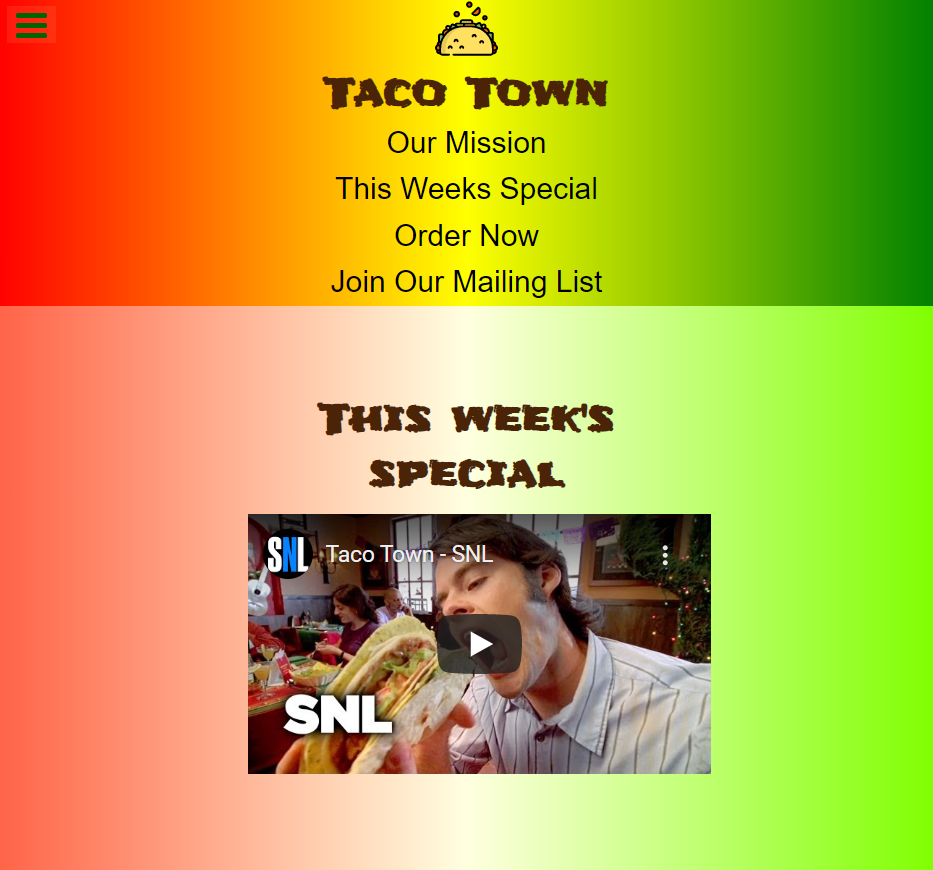 Taco Town
Our Mission
This Weeks Special
Order Now
Join Our Mailing List
This week's
special
SNL Taco Town - SNL
SNL